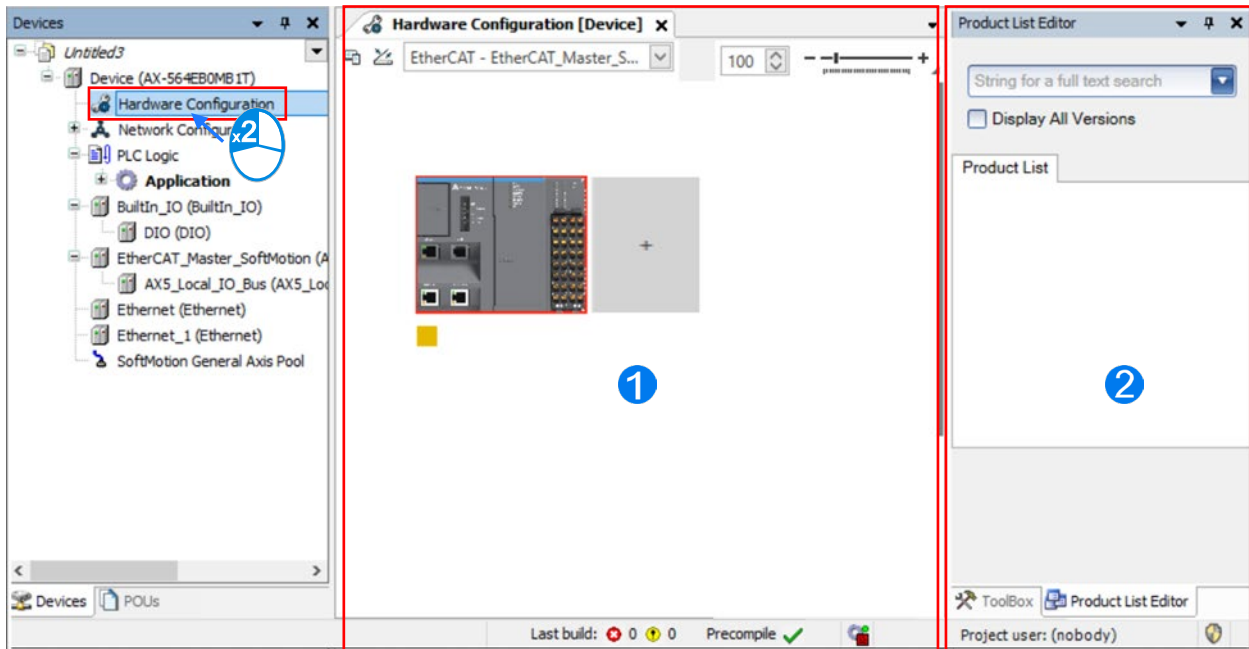 Devices
Untitled3
Device (AX-564EB0MB1T)
Hardware Configuration
Network Configur
x2
PLC Logic
Application
BuiltIn_IO (BuiltIn_IO)
DIO (DIO)
EtherCAT_Master_SoftMotion (A
AX5_Local_IO_Bus (AX5_Loc
Ethernet (Ethernet)
Ethernet_1 (Ethernet)
SoftMotion General Axis Pool
Devices POUs
Hardware Configuration [Device]
EtherCAT - EtherCAT_Master_S...
100
+
1
Last build: 0 0 Precompile
Product List Editor
String for a full text search
Display All Versions
Product List
2
ToolBox Product List Editor
Project user: (nobody)